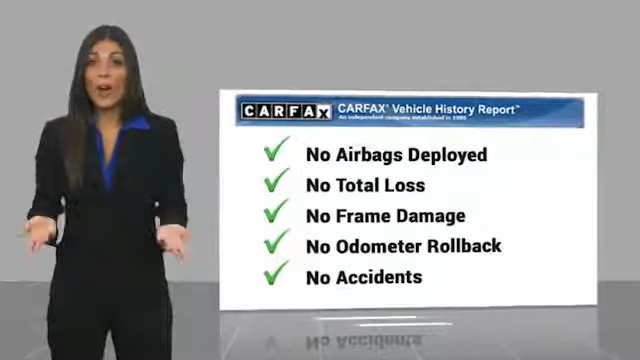 CARFAX CARFAX® Vehicle History Report™
An independent company established in 1986
No Airbags Deployed
No Total Loss
No Frame Damage
No Odometer Rollback
No Accidents